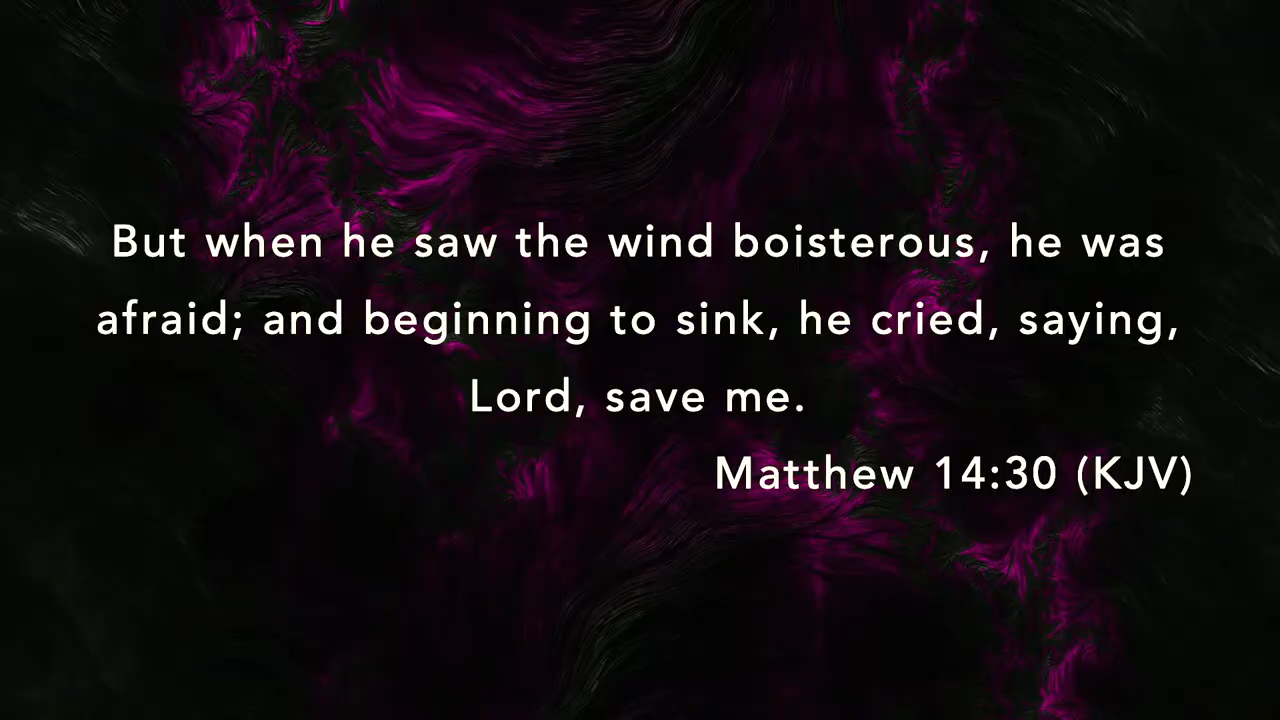 But when he saw the wind boisterous, he was
afraid; and beginning to sink, he cried, saying,
Lord, save me.
Matthew 14:30 (KJV)